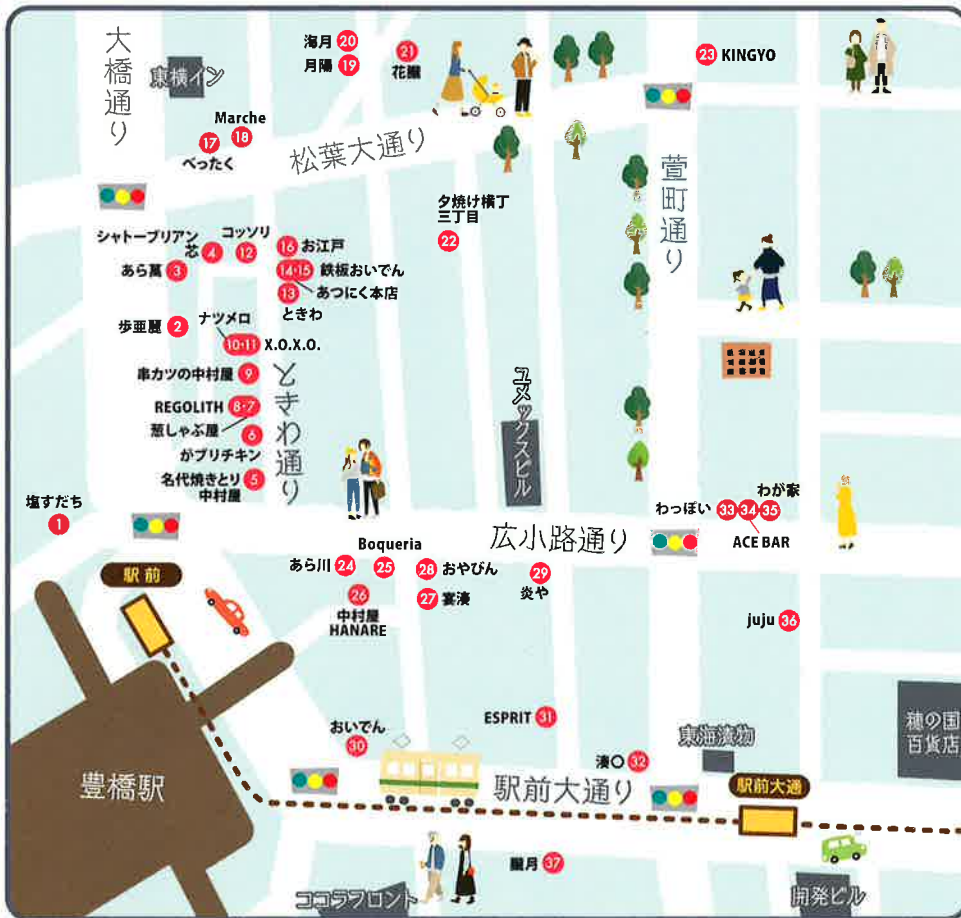 大橋通り
東横イン
海月 20
月陽 19
21
花園
23 KINGYO
Marche
17 18
べったく
松葉大通り
萱町通り
夕焼け横丁
三丁目
22
シャトーブリアン
芯 4
コッソリ
12
16 お江戸
あら萬 3
14・15 鉄板おいでん
あつにく本店
13
ときわ
歩亜麗 2
ナツメロ
10・11 X.O.X.O.
串カツの中村屋 9
ときわ通り
REGOLITH 8・7
葱しゃぶ屋
6
がブリチキン
名代焼きとり 5
中村屋
ユメックスビル
塩すだち
1
わが家
わっぽい 33 34 35
ACE BAR
広小路通り
Boqueria
あら川 24 25
28 おやびん
29
炎や
26
中村屋
HANARE
27 宴湊
駅前
juju 36
ESPRIT 31
おいでん
30
湊〇 32
東海漬物
穂の国
百貨店
豊橋駅
駅前大通り
駅前大通
朧月 37
ココラフロント
開発ビル